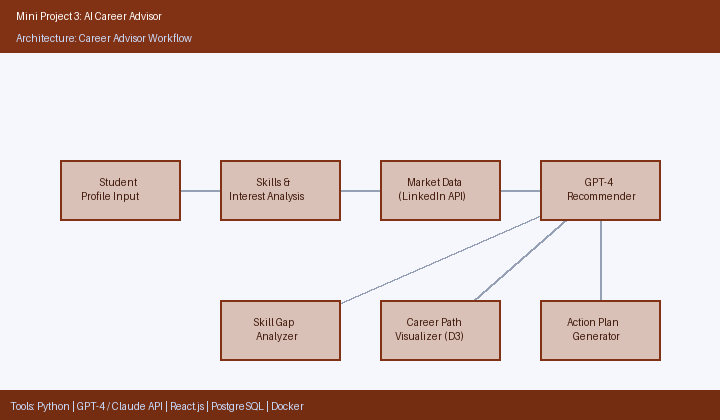 Mini Project 3: AI Career Advisor
Architecture: Career Advisor Workflow
Student
Profile Input
Skills &
Interest Analysis
Market Data
(LinkedIn API)
GPT-4
Recommender
Skill Gap
Analyzer
Career Path
Visualizer (D3)
Action Plan
Generator
Tools: Python | GPT-4 / Claude API | React.js | PostgreSQL | Docker